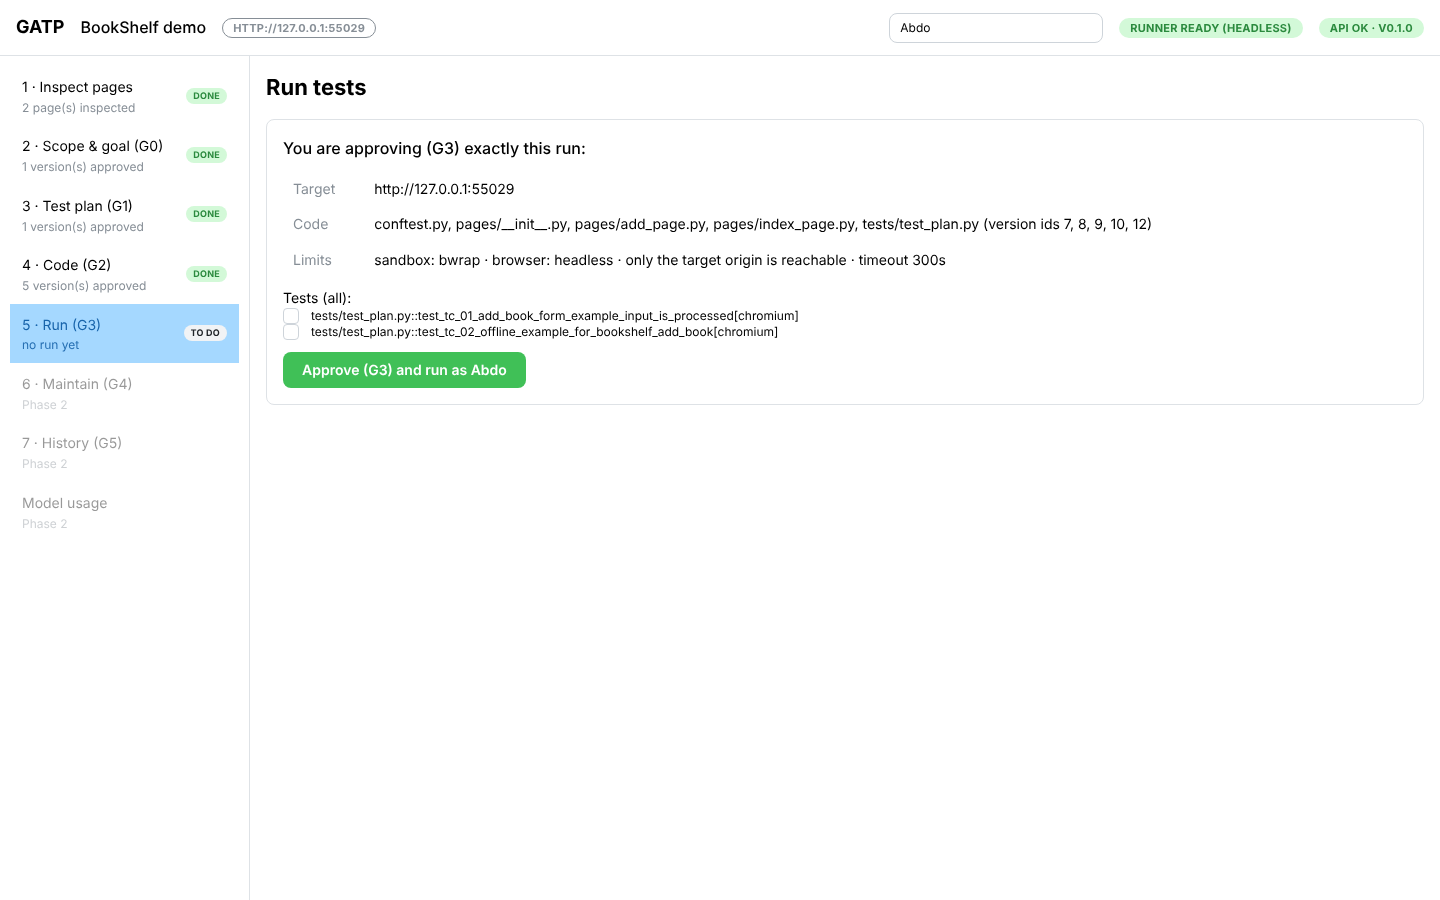 GATP BookShelf demo HTTP://127.0.0.1:55029 Abdo RUNNER READY (HEADLESS) API OK · V0.1.0
1 · Inspect pages
2 page(s) inspected
DONE
2 · Scope & goal (G0)
1 version(s) approved
DONE
3 · Test plan (G1)
1 version(s) approved
DONE
4 · Code (G2)
5 version(s) approved
DONE
5 · Run (G3)
no run yet
TO DO
6 · Maintain (G4)
Phase 2
7 · History (G5)
Phase 2
Model usage
Phase 2
Run tests
You are approving (G3) exactly this run:
Target http://127.0.0.1:55029
Code conftest.py, pages/__init__.py, pages/add_page.py, pages/index_page.py, tests/test_plan.py (version ids 7, 8, 9, 10, 12)
Limits sandbox: bwrap · browser: headless · only the target origin is reachable · timeout 300s
Tests (all):
tests/test_plan.py::test_tc_01_add_book_form_example_input_is_processed[chromium]
tests/test_plan.py::test_tc_02_offline_example_for_bookshelf_add_book[chromium]
Approve (G3) and run as Abdo